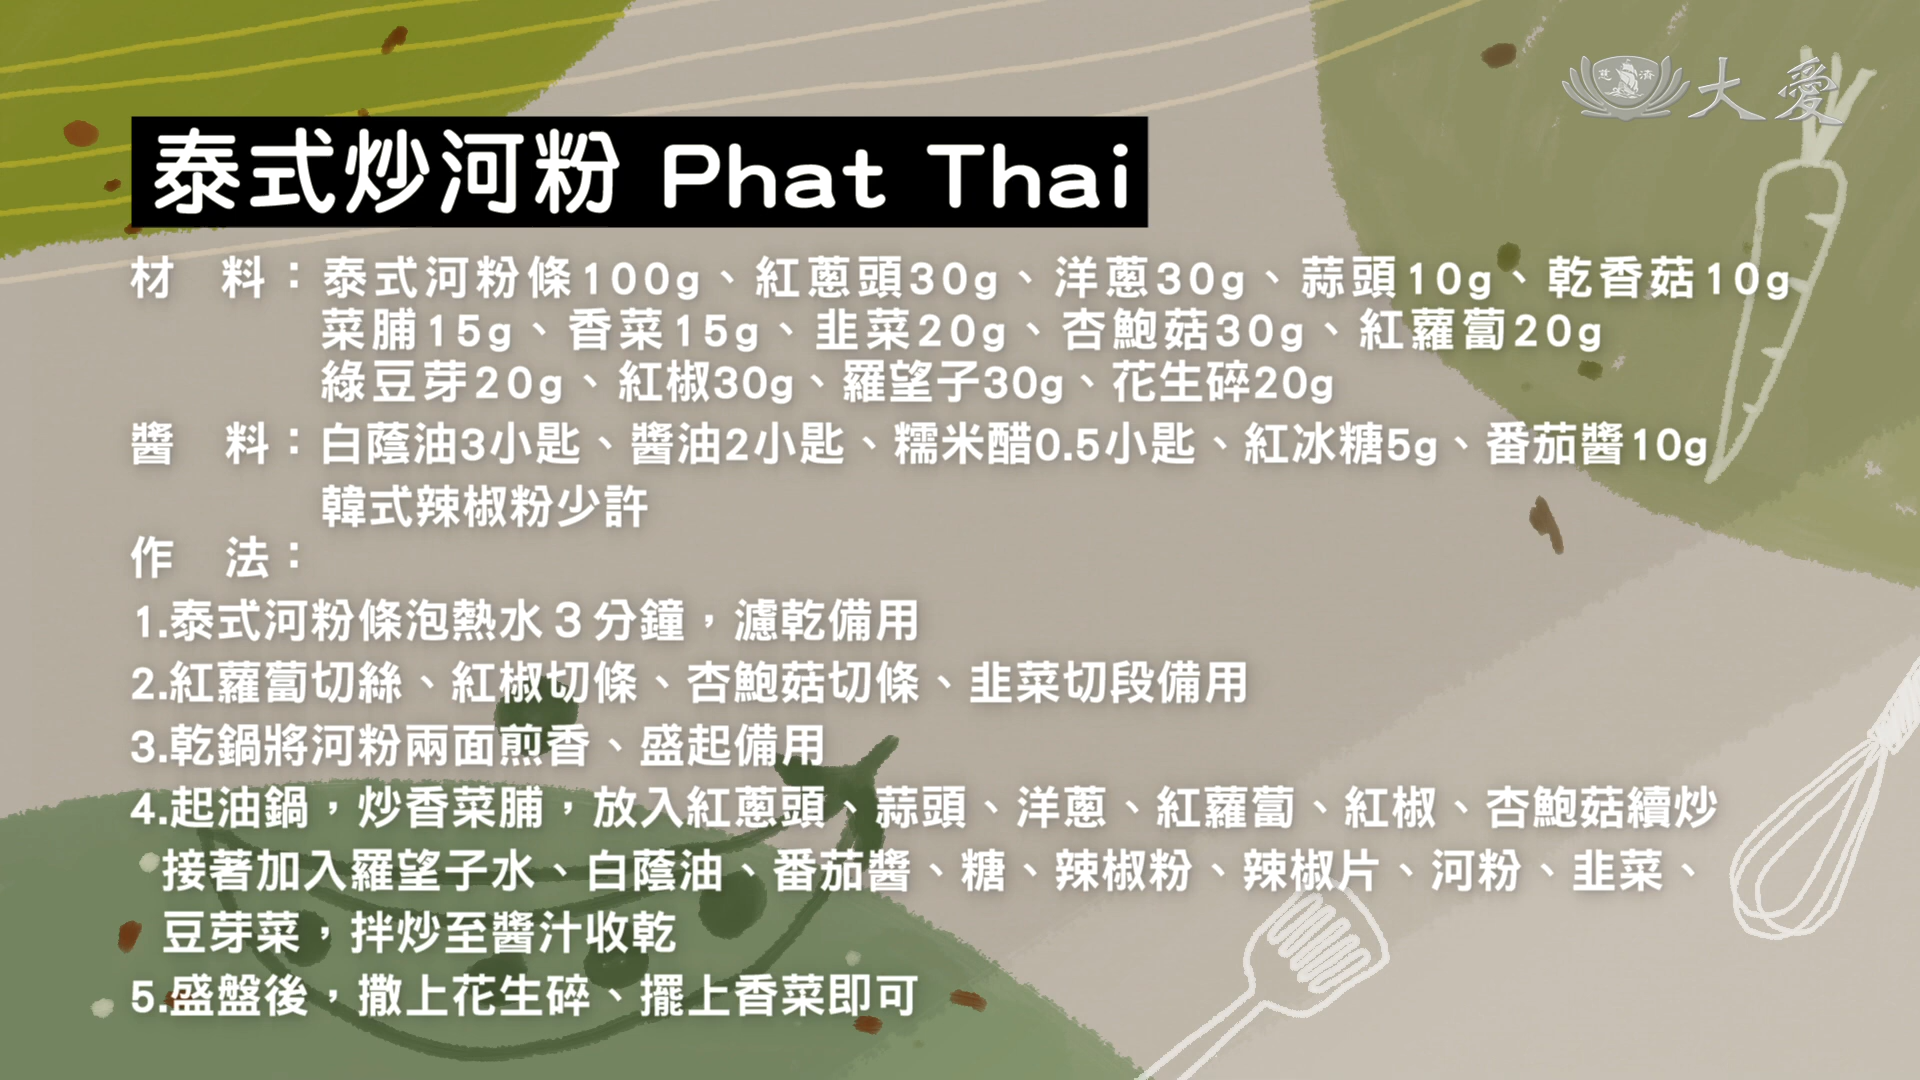 慈濟 大愛
泰式炒河粉 Phat Thai
材 料：泰式河粉條100g、紅蔥頭30g、洋蔥30g、蒜頭10g、乾香菇10g
菜脯15g、香菜15g、韭菜20g、杏鮑菇30g、紅蘿蔔20g
綠豆芽20g、紅椒30g、羅望子30g、花生碎20g
醬 料：白蔭油3小匙、醬油2小匙、糯米醋0.5小匙、紅冰糖5g、番茄醬10g
韓式辣椒粉少許
作 法：
1.泰式河粉條泡熱水３分鐘，濾乾備用
2.紅蘿蔔切絲、紅椒切條、杏鮑菇切條、韭菜切段備用
3.乾鍋將河粉兩面煎香、盛起備用
4.起油鍋，炒香菜脯，放入紅蔥頭、蒜頭、洋蔥、紅蘿蔔、紅椒、杏鮑菇續炒
接著加入羅望子水、白蔭油、番茄醬、糖、辣椒粉、辣椒片、河粉、韭菜、
豆芽菜，拌炒至醬汁收乾
5.盛盤後，撒上花生碎、擺上香菜即可